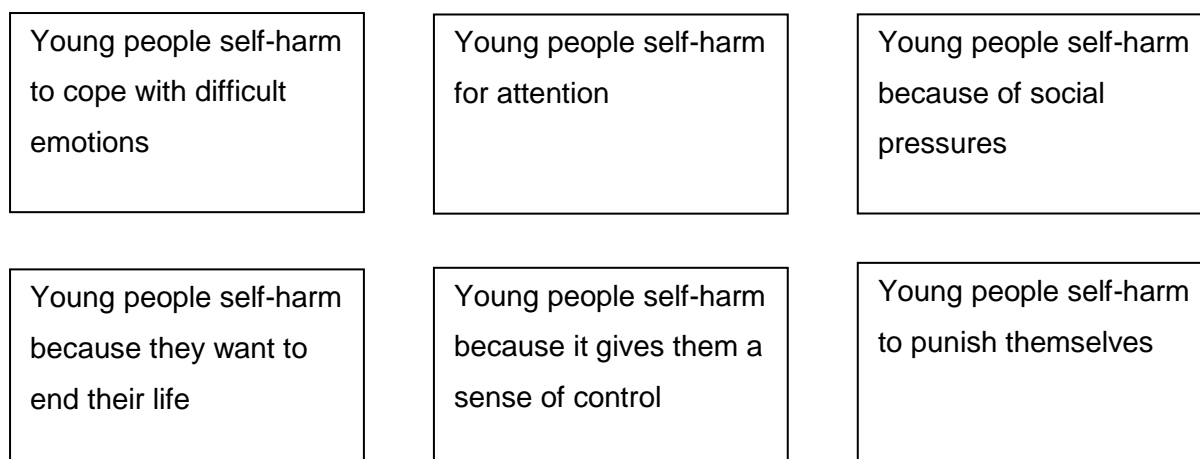 Young people self-harm
to cope with difficult
emotions
Young people self-harm
for attention
Young people self-harm
because of social
pressures
Young people self-harm
because they want to
end their life
Young people self-harm
because it gives them a
sense of control
Young people self-harm
to punish themselves